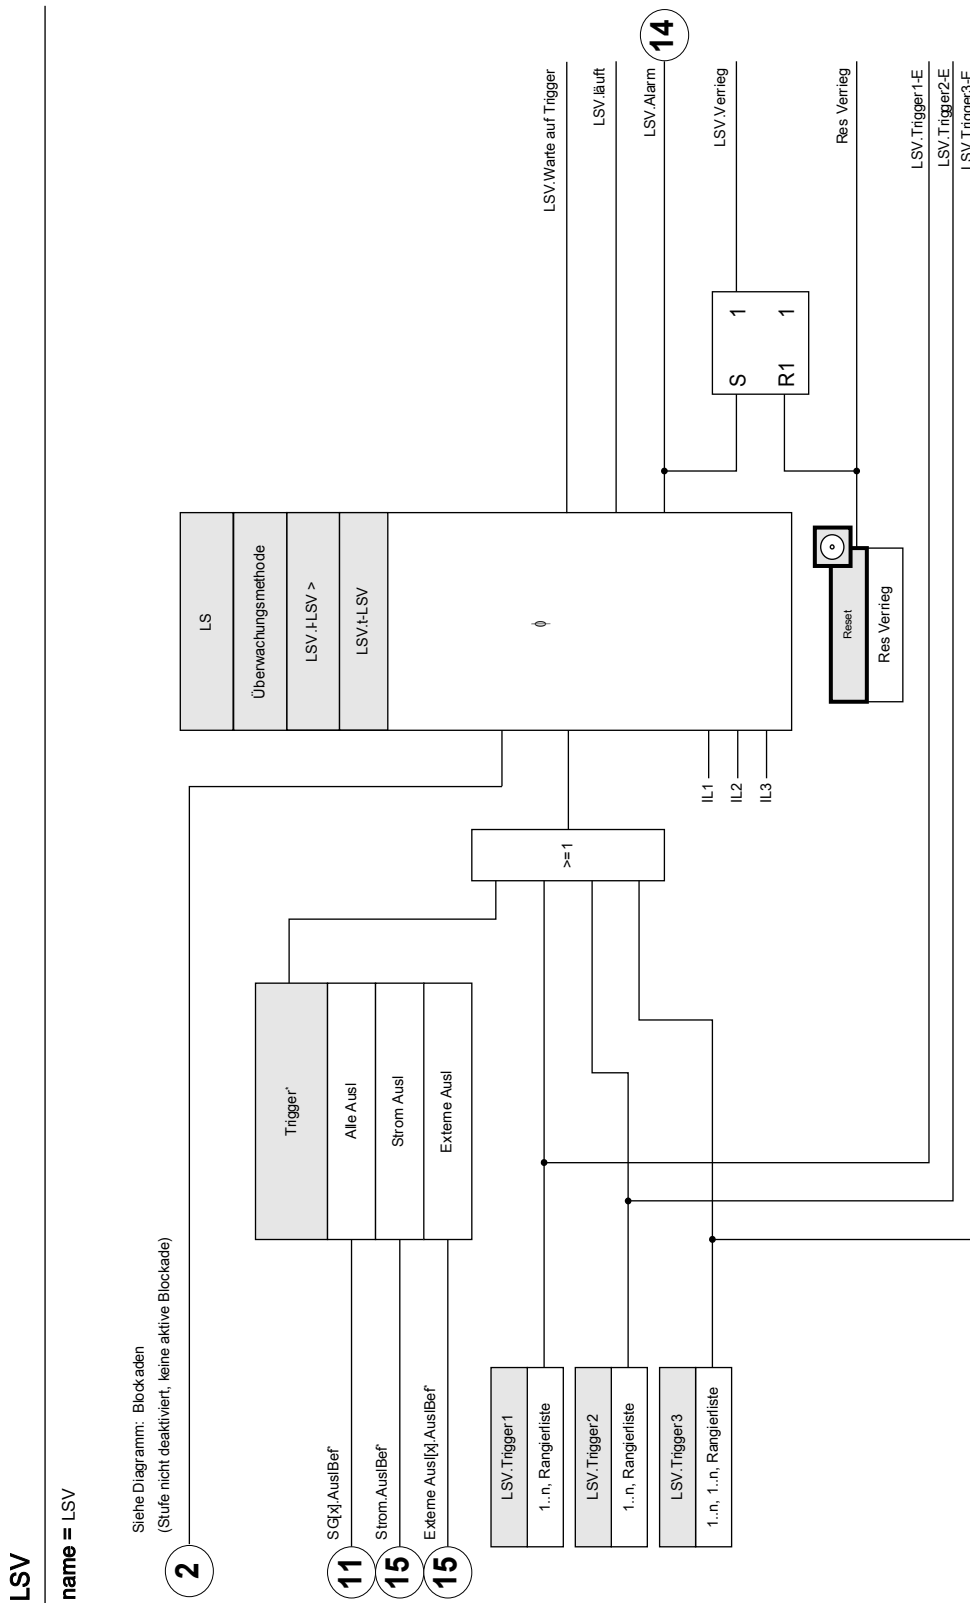 LSV
name = LSV
Siehe Diagramm: Blockaden
(Stufe nicht deaktiviert, keine aktive Blockade)
2
SG[x].AuslBef*
11
Strom.AuslBef*
15
Externe Ausl[x].AuslBef*
15
Trigger*
Alle Ausl
Strom Ausl
Externe Ausl
LSV.Trigger1
1..n, Rangierliste
LSV.Trigger2
1..n, Rangierliste
LSV.Trigger3
1..n, 1..n, Rangierliste
>=1
IL1
IL2
IL3
LS
Überwachungsmethode
LSV.I-LSV >
LSV.t-LSV
φ
Reset
Res Verrieg
S 1
R1 1
LSV.Warte auf Trigger
LSV.läuft
LSV.Alarm
14
LSV.Verrieg
Res Verrieg
LSV.Trigger1-E
LSV.Trigger2-E
LSV.Trigger3-E